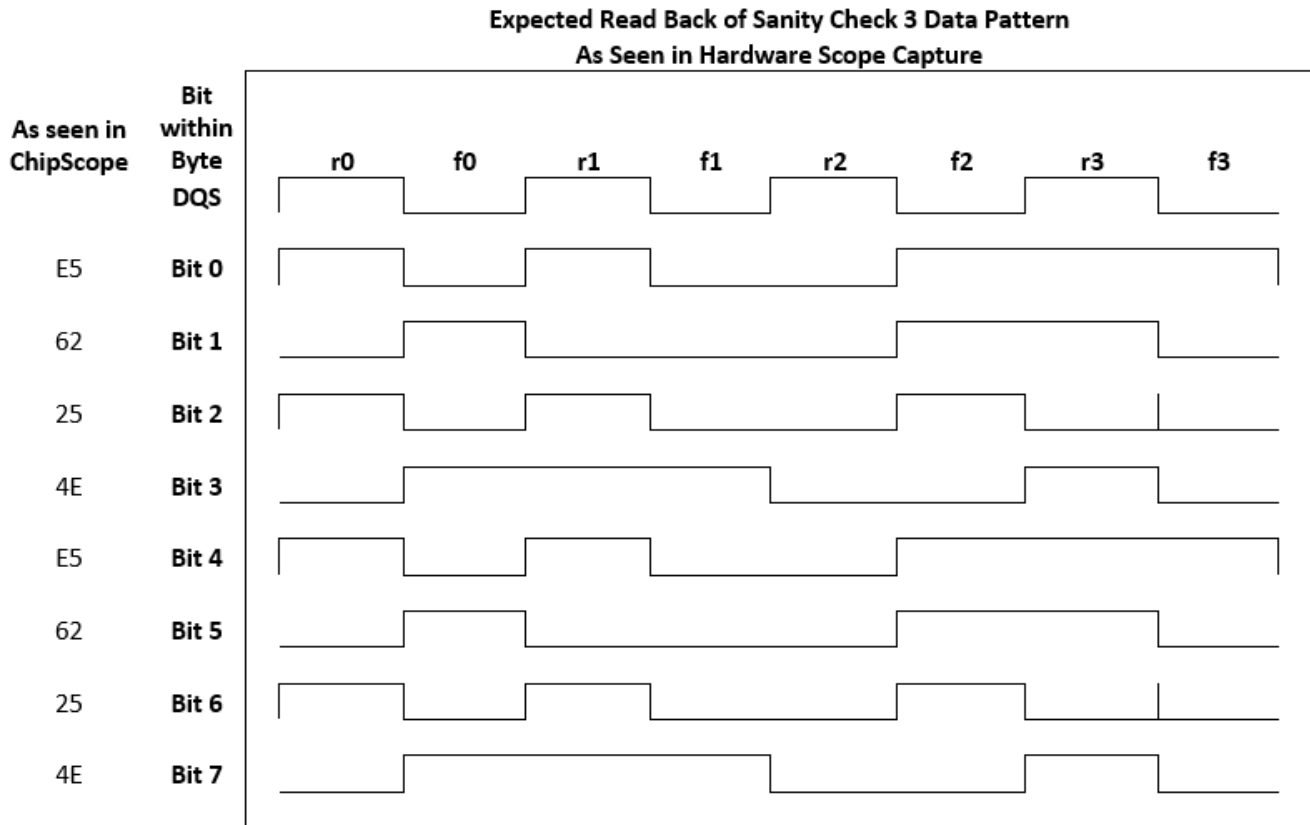 Expected Read Back of Sanity Check 3 Data Pattern
As Seen in Hardware Scope Capture
As seen in
ChipScope
Bit
within
Byte
DQS
r0 f0 r1 f1 r2 f2 r3 f3
E5 Bit 0
62 Bit 1
25 Bit 2
4E Bit 3
E5 Bit 4
62 Bit 5
25 Bit 6
4E Bit 7